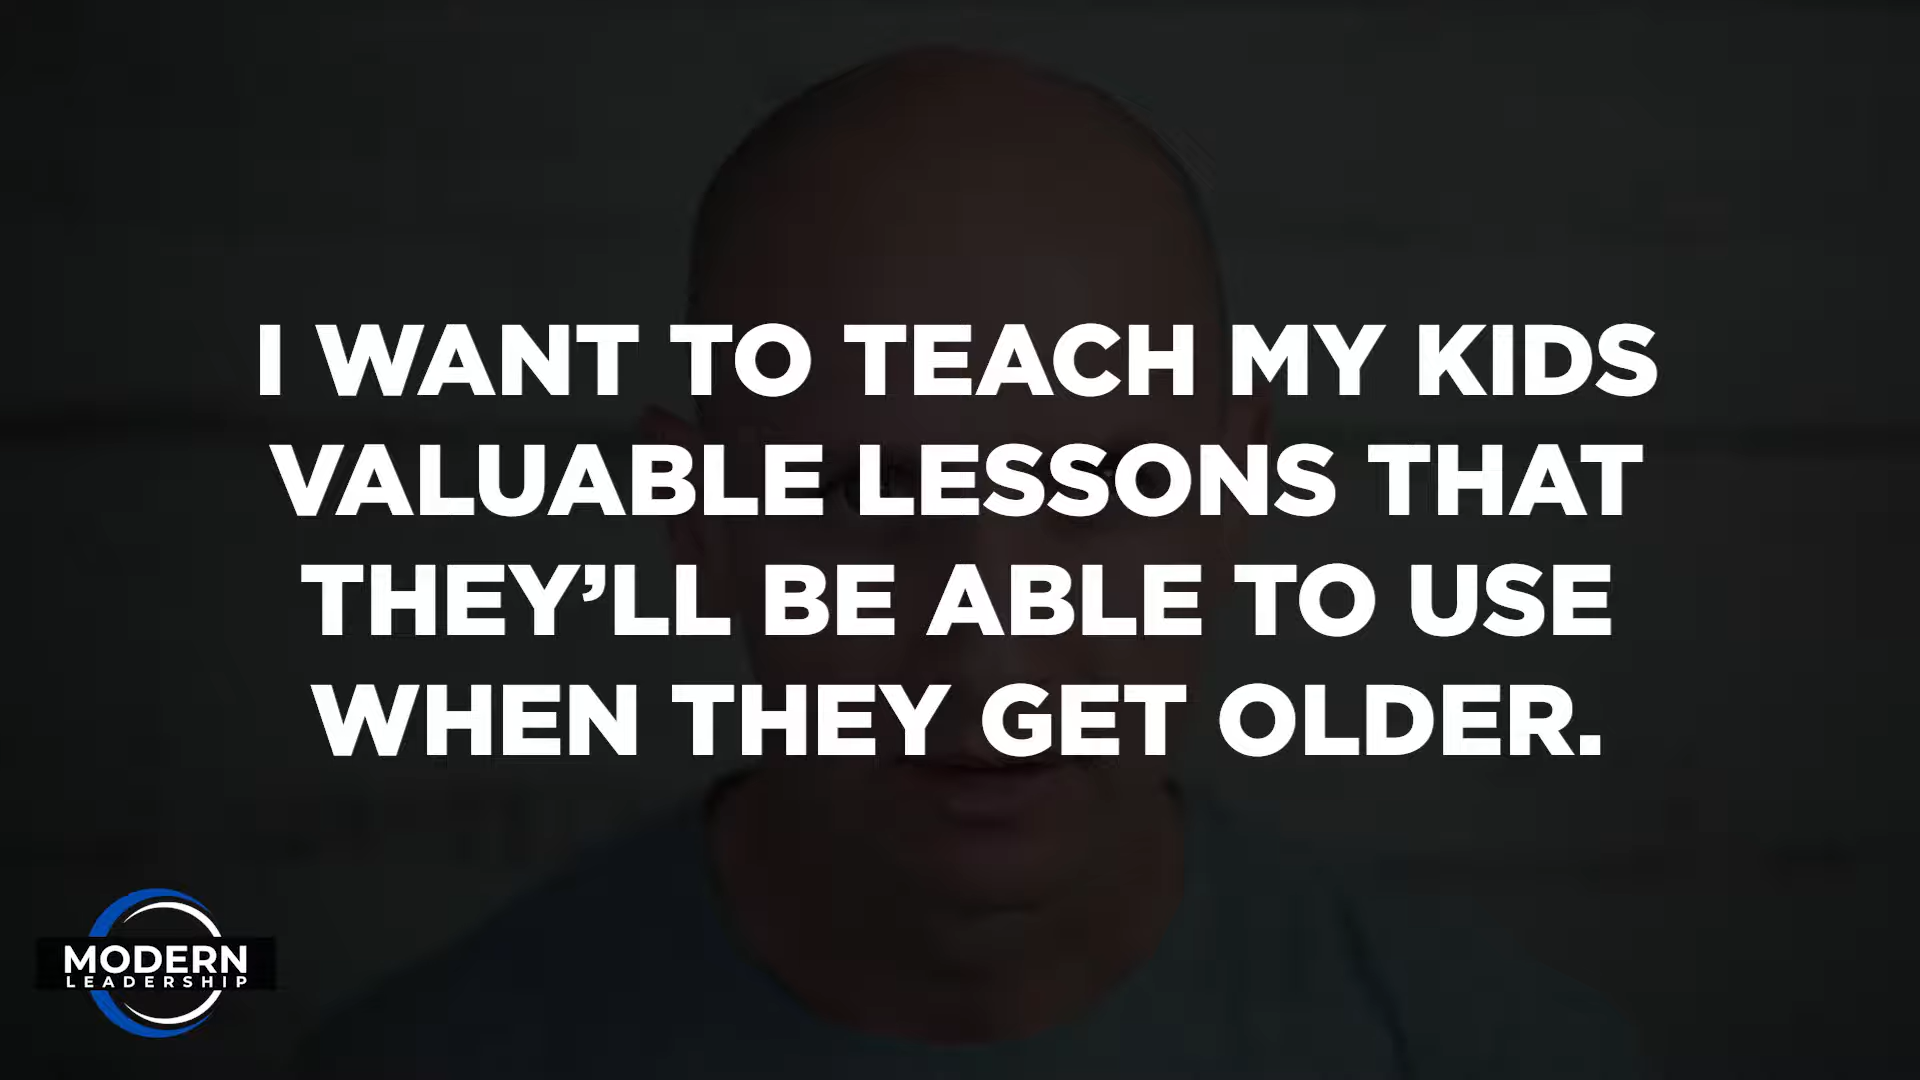 I WANT TO TEACH MY KIDS
VALUABLE LESSONS THAT
THEY’LL BE ABLE TO USE
WHEN THEY GET OLDER.
MODERN
LEADERSHIP